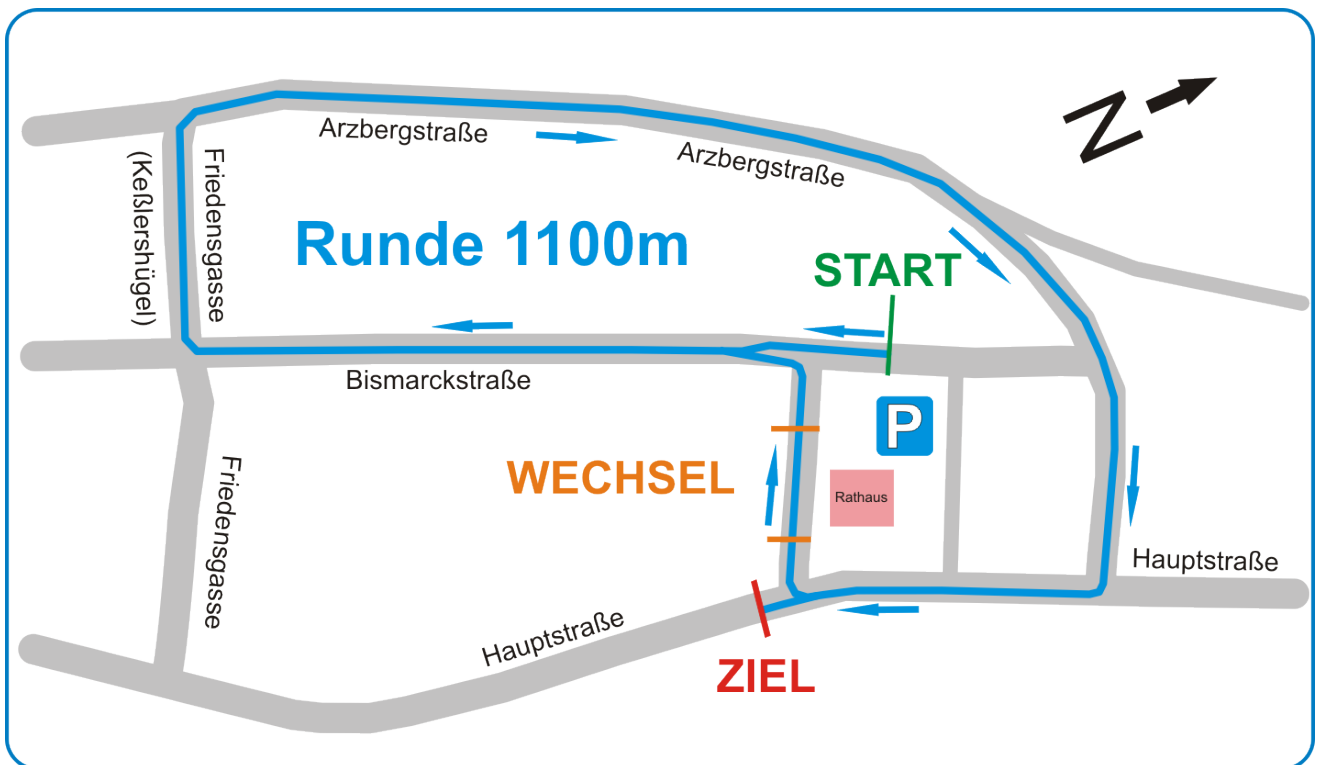 N
Arzbergstraße
Arzbergstraße
Friedensgasse
(Keßlershügel)
Runde 1100m
START
Bismarckstraße
P
WECHSEL
Rathaus
Friedensgasse
Hauptstraße
Hauptstraße
ZIEL